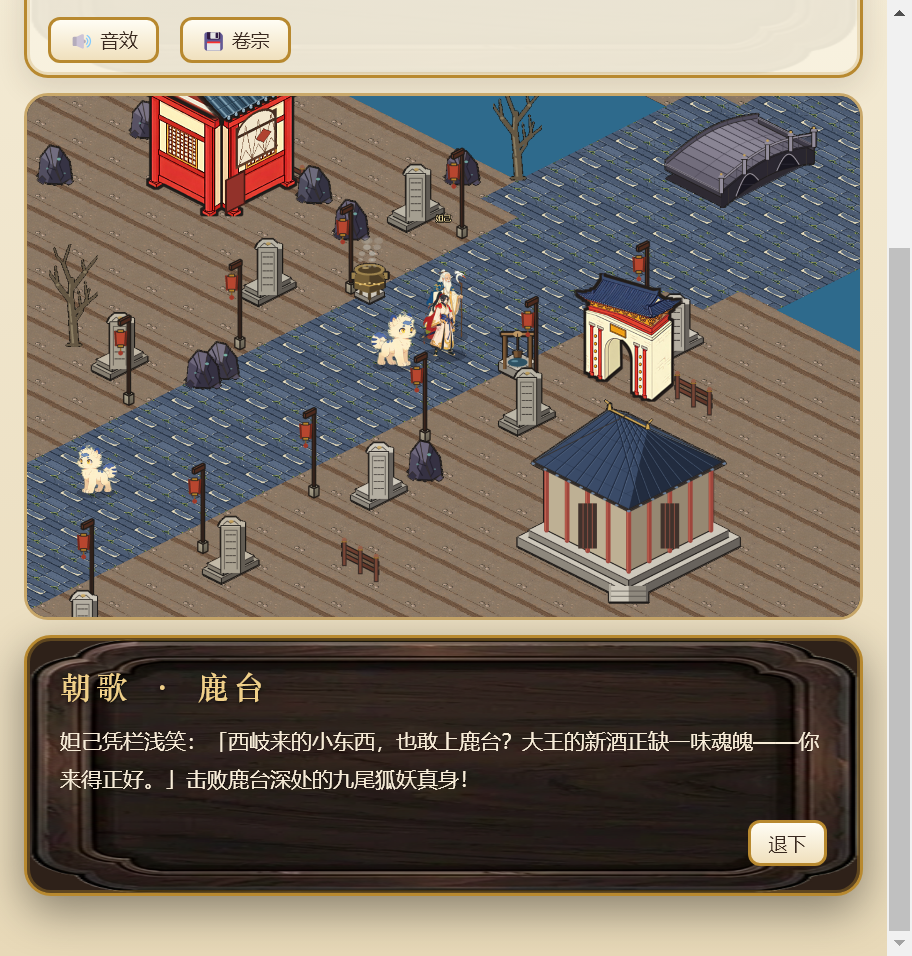 音效
卷宗
妲己
朝歌 · 鹿台
妲己凭栏浅笑：「西岐来的小东西，也敢上鹿台？大王的新酒正缺一味魂魄——你
来得正好。」击败鹿台深处的九尾狐妖真身！
退下